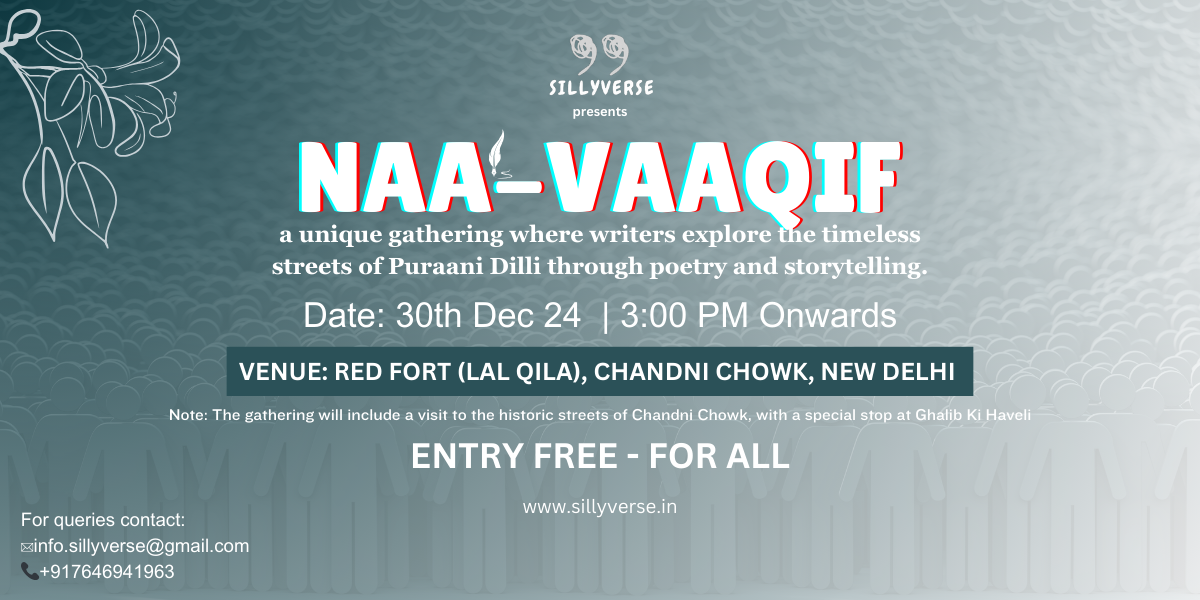 SILLYVERSE
presents
NAA-VAAQIF
a unique gathering where writers explore the timeless
streets of Puraani Dilli through poetry and storytelling.
Date: 30th Dec 24 | 3:00 PM Onwards
VENUE: RED FORT (LAL QILA), CHANDNI CHOWK, NEW DELHI
Note: The gathering will include a visit to the historic streets of Chandni Chowk, with a special stop at Ghalib Ki Haveli
ENTRY FREE - FOR ALL
www.sillyverse.in
For queries contact:
✉info.sillyverse@gmail.com
📞+917646941963